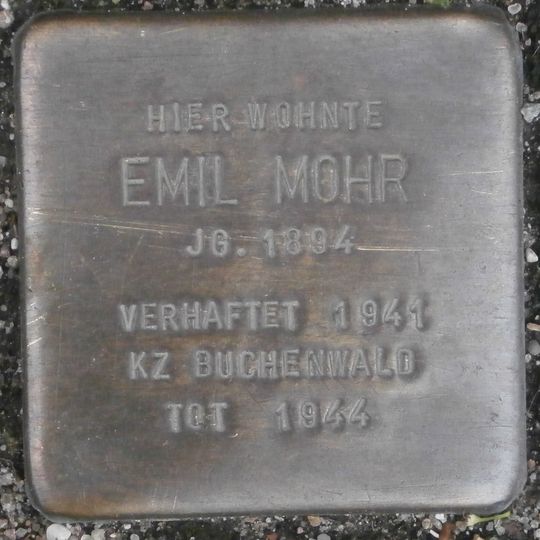 HIER WOHNTE
EMIL MOHR
JG. 1894
VERHAFTET 1941
KZ BUCHENWALD
TOT 1944